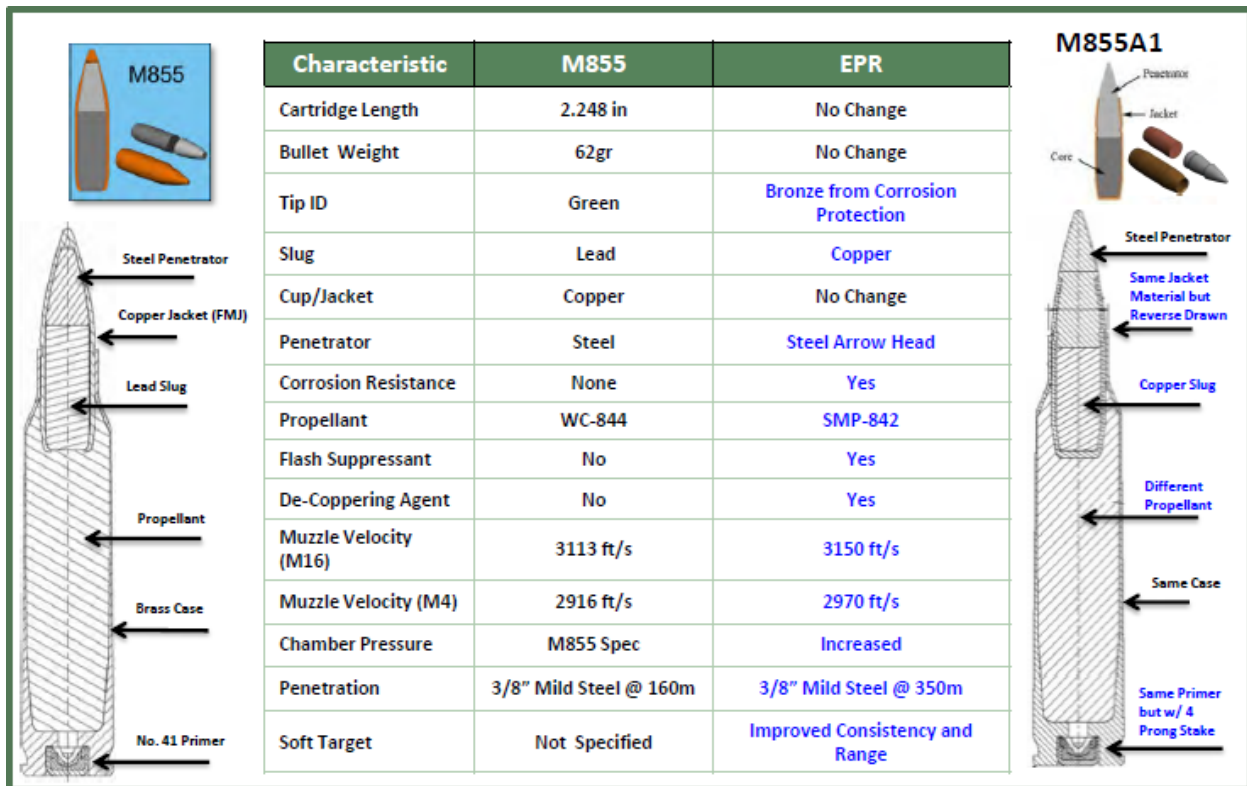 M855
Steel Penetrator
Copper Jacket (FMJ)
Lead Slug
Propellant
Brass Case
No. 41 Primer
Characteristic M855 EPR
Cartridge Length 2.248 in No Change
Bullet Weight 62gr No Change
Tip ID Green Bronze from Corrosion
Protection
Slug Lead Copper
Cup/Jacket Copper No Change
Penetrator Steel Steel Arrow Head
Corrosion Resistance None Yes
Propellant WC-844 SMP-842
Flash Suppressant No Yes
De-Coppering Agent No Yes
Muzzle Velocity
(M16) 3113 ft/s 3150 ft/s
Muzzle Velocity (M4) 2916 ft/s 2970 ft/s
Chamber Pressure M855 Spec Increased
Penetration 3/8” Mild Steel @ 160m 3/8” Mild Steel @ 350m
Soft Target Not Specified Improved Consistency and
Range
M855A1
Penetrator
Jacket
Core
Steel Penetrator
Same Jacket
Material but
Reverse Drawn
Copper Slug
Different
Propellant
Same Case
Same Primer
but w/ 4
Prong Stake